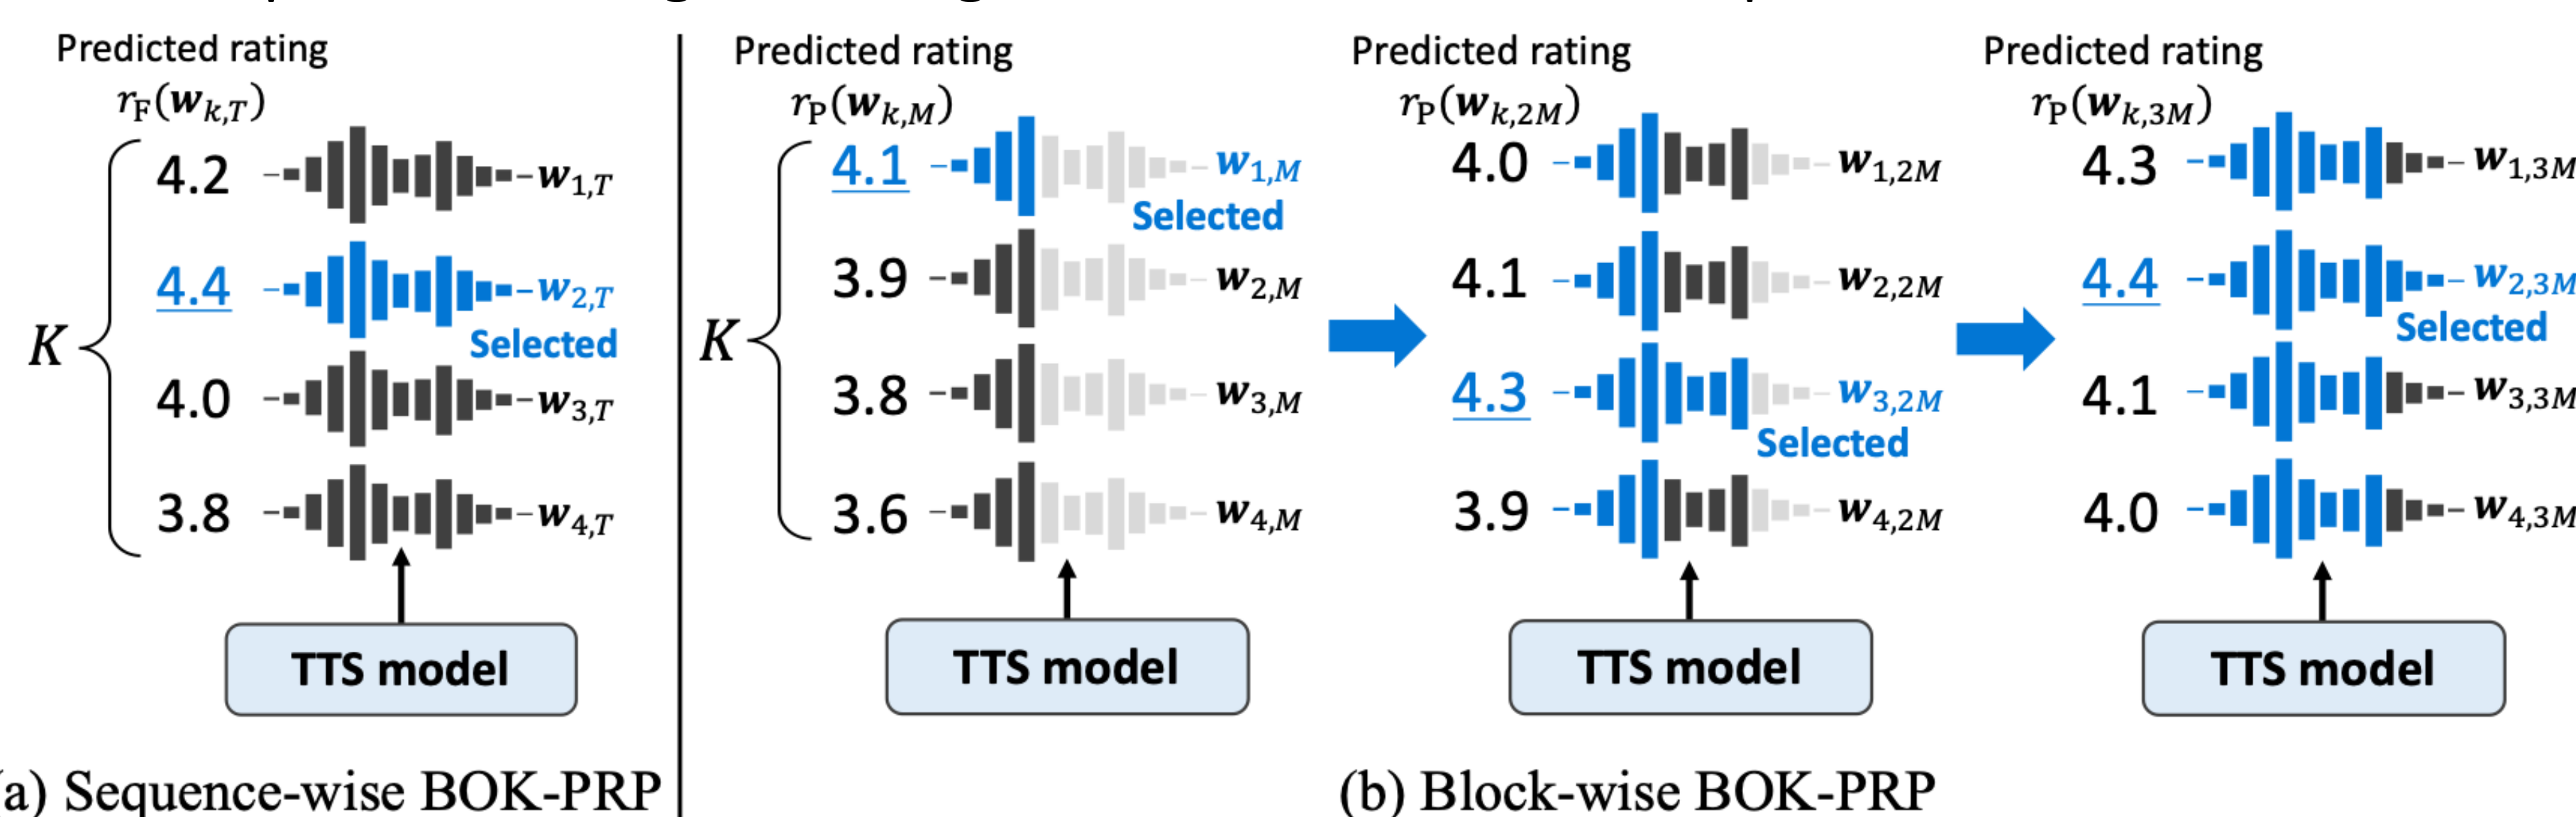 Predicted rating
r_F(w_{k,T})
K
4.2
w_{1,T}
4.4
w_{2,T}
Selected
4.0
w_{3,T}
3.8
w_{4,T}
TTS model
(a) Sequence-wise BOK-PRP
Predicted rating
r_P(w_{k,M})
K
4.1
w_{1,M}
Selected
3.9
w_{2,M}
3.8
w_{3,M}
3.6
w_{4,M}
TTS model
Predicted rating
r_P(w_{k,2M})
4.0
w_{1,2M}
4.1
w_{2,2M}
4.3
w_{3,2M}
Selected
3.9
w_{4,2M}
TTS model
Predicted rating
r_P(w_{k,3M})
4.3
w_{1,3M}
4.4
w_{2,3M}
Selected
4.1
w_{3,3M}
4.0
w_{4,3M}
TTS model
(b) Block-wise BOK-PRP